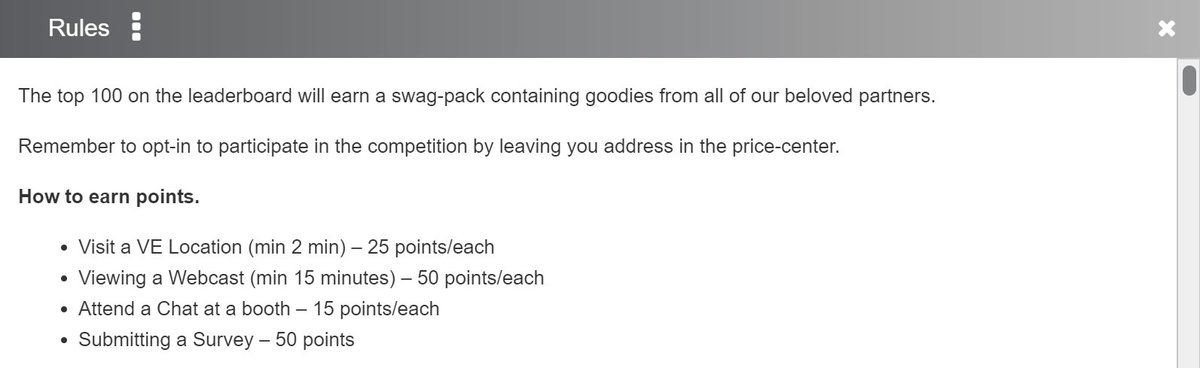 Rules
The top 100 on the leaderboard will earn a swag-pack containing goodies from all of our beloved partners.
Remember to opt-in to participate in the competition by leaving you address in the price-center.
How to earn points.
• Visit a VE Location (min 2 min) – 25 points/each
• Viewing a Webcast (min 15 minutes) – 50 points/each
• Attend a Chat at a booth – 15 points/each
• Submitting a Survey – 50 points